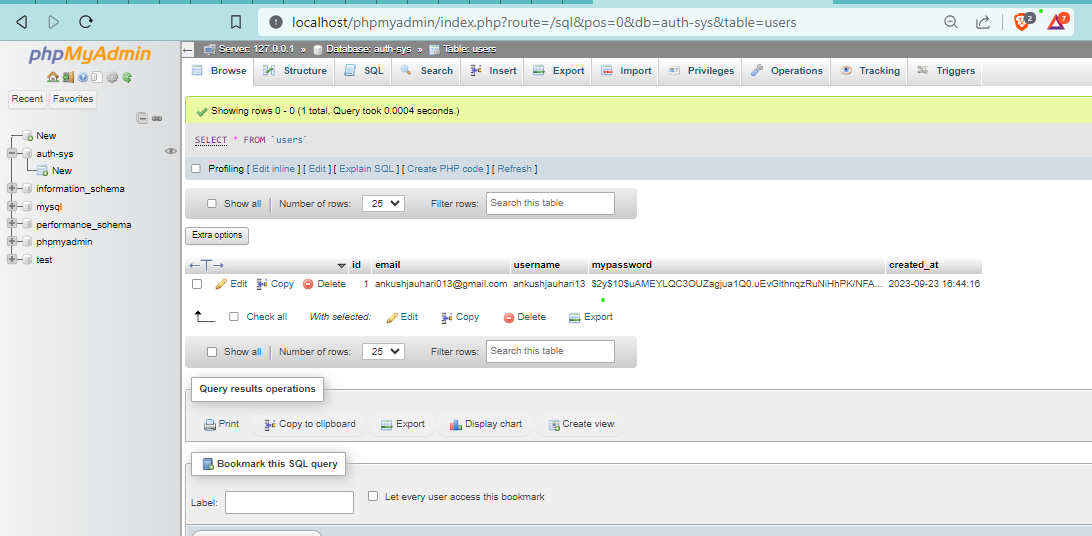 localhost/phpmyadmin/index.php?route=/sql&pos=0&db=auth-sys&table=users
2
7
phpMyAdmin
Recent Favorites
New
auth-sys
New
information_schema
mysql
performance_schema
phpmyadmin
test
Server: 127.0.0.1 » Database: auth-sys » Table: users
Browse Structure SQL Search Insert Export Import Privileges Operations Tracking Triggers
Showing rows 0 - 0 (1 total, Query took 0.0004 seconds.)
SELECT * FROM `users`
Profiling [ Edit inline ] [ Edit ] [ Explain SQL ] [ Create PHP code ] [ Refresh ]
Show all Number of rows: 25 Filter rows: Search this table
Extra options
id email username mypassword created_at
Edit Copy Delete 1 ankushjauhari013@gmail.com ankushjauhari13 $2y$10$uAMEYLQC3OUZagjua1Q0.uEvGlthnqzRuNiHhPK/NFA... 2023-09-23 16:44:16
Check all With selected: Edit Copy Delete Export
Show all Number of rows: 25 Filter rows: Search this table
Query results operations
Print Copy to clipboard Export Display chart Create view
Bookmark this SQL query
Label: Let every user access this bookmark